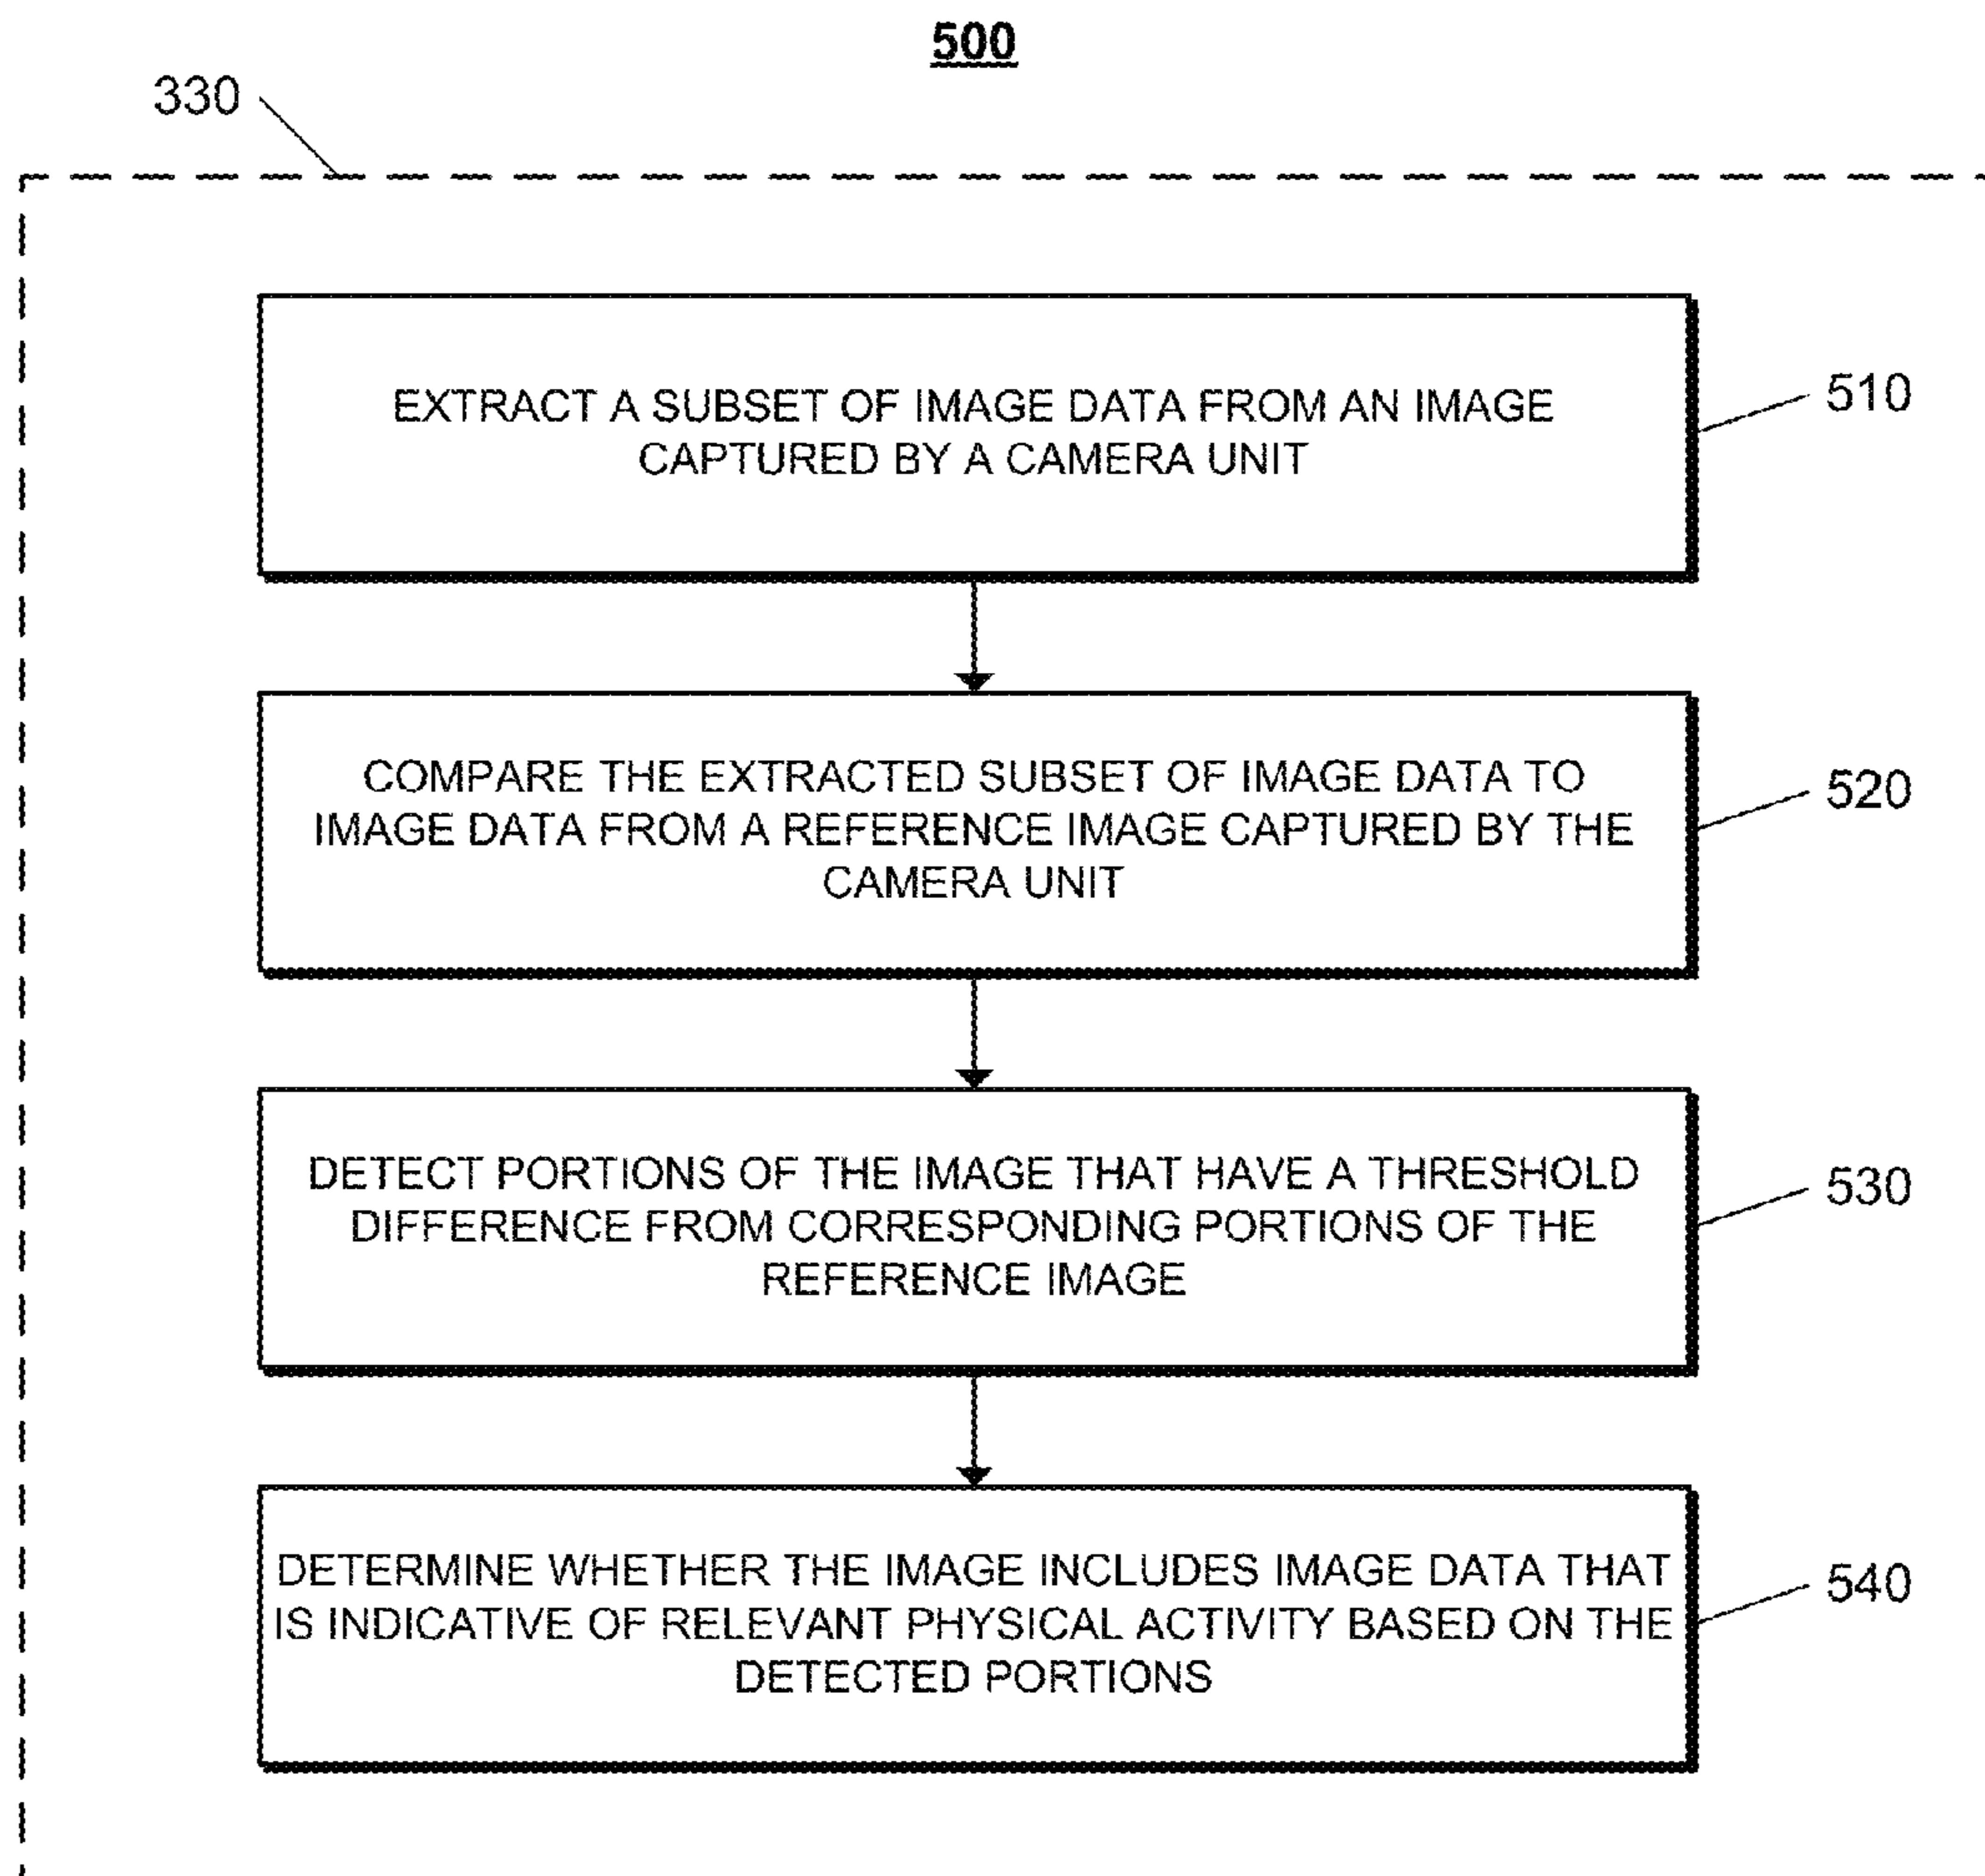 500
330
EXTRACT A SUBSET OF IMAGE DATA FROM AN IMAGE
CAPTURED BY A CAMERA UNIT
510
COMPARE THE EXTRACTED SUBSET OF IMAGE DATA TO
IMAGE DATA FROM A REFERENCE IMAGE CAPTURED BY THE
CAMERA UNIT
520
DETECT PORTIONS OF THE IMAGE THAT HAVE A THRESHOLD
DIFFERENCE FROM CORRESPONDING PORTIONS OF THE
REFERENCE IMAGE
530
DETERMINE WHETHER THE IMAGE INCLUDES IMAGE DATA THAT
IS INDICATIVE OF RELEVANT PHYSICAL ACTIVITY BASED ON THE
DETECTED PORTIONS
540